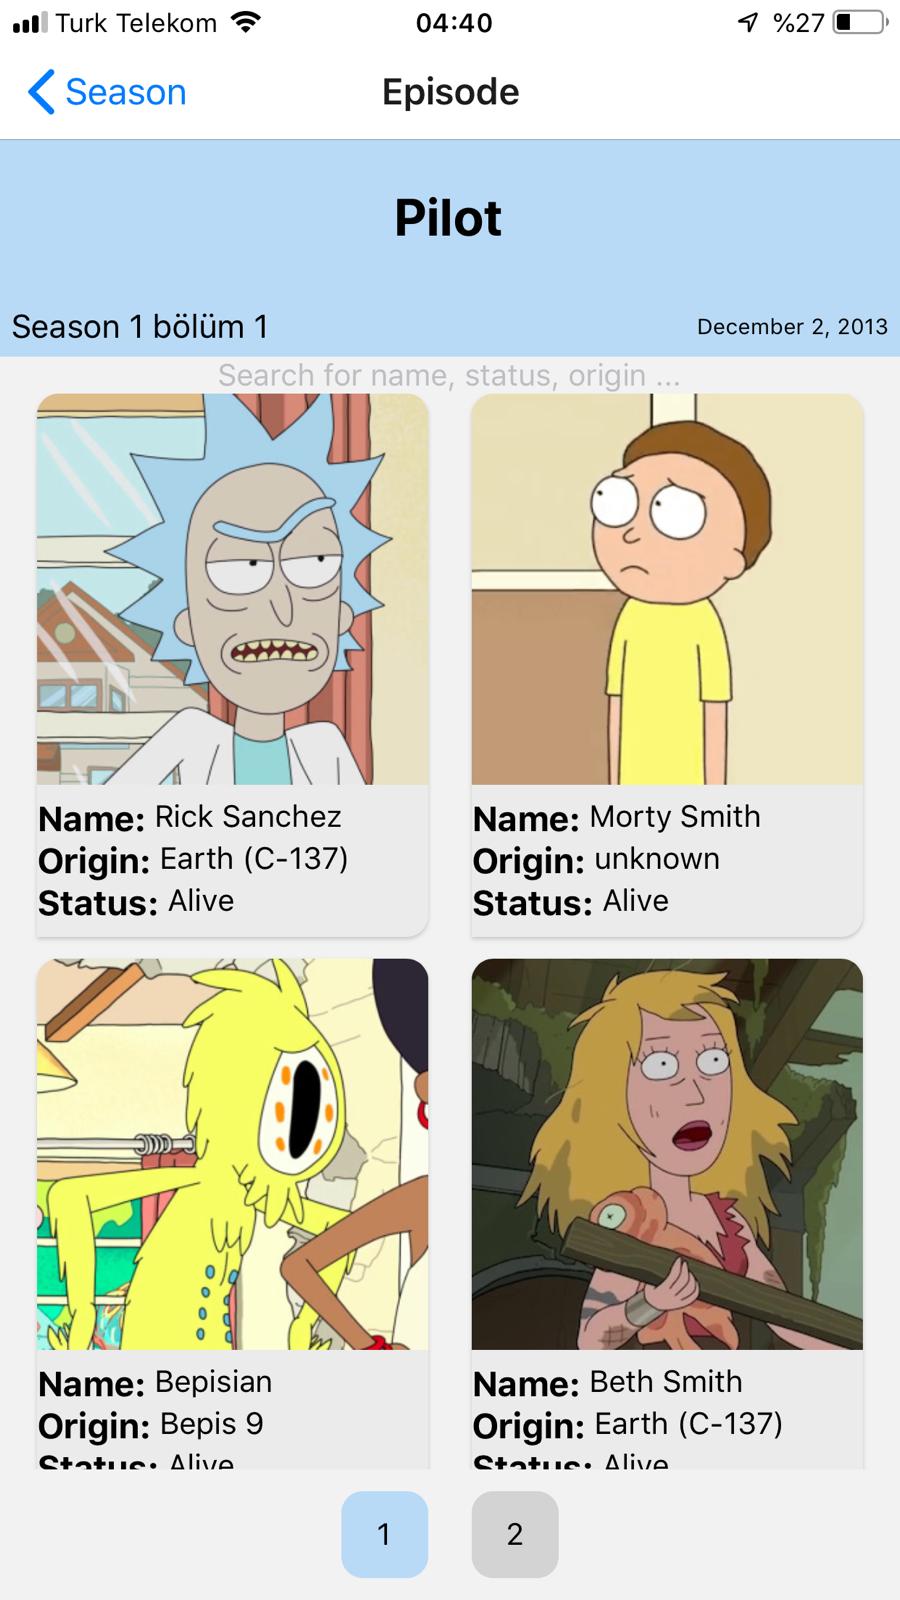 Turk Telekom 04:40 %27
Season Episode
Pilot
Season 1 bölüm 1 December 2, 2013
Search for name, status, origin ...
Name: Rick Sanchez
Origin: Earth (C-137)
Status: Alive
Name: Morty Smith
Origin: unknown
Status: Alive
Name: Bepisian
Origin: Bepis 9
Status: Alive
Name: Beth Smith
Origin: Earth (C-137)
Status: Alive
1 2